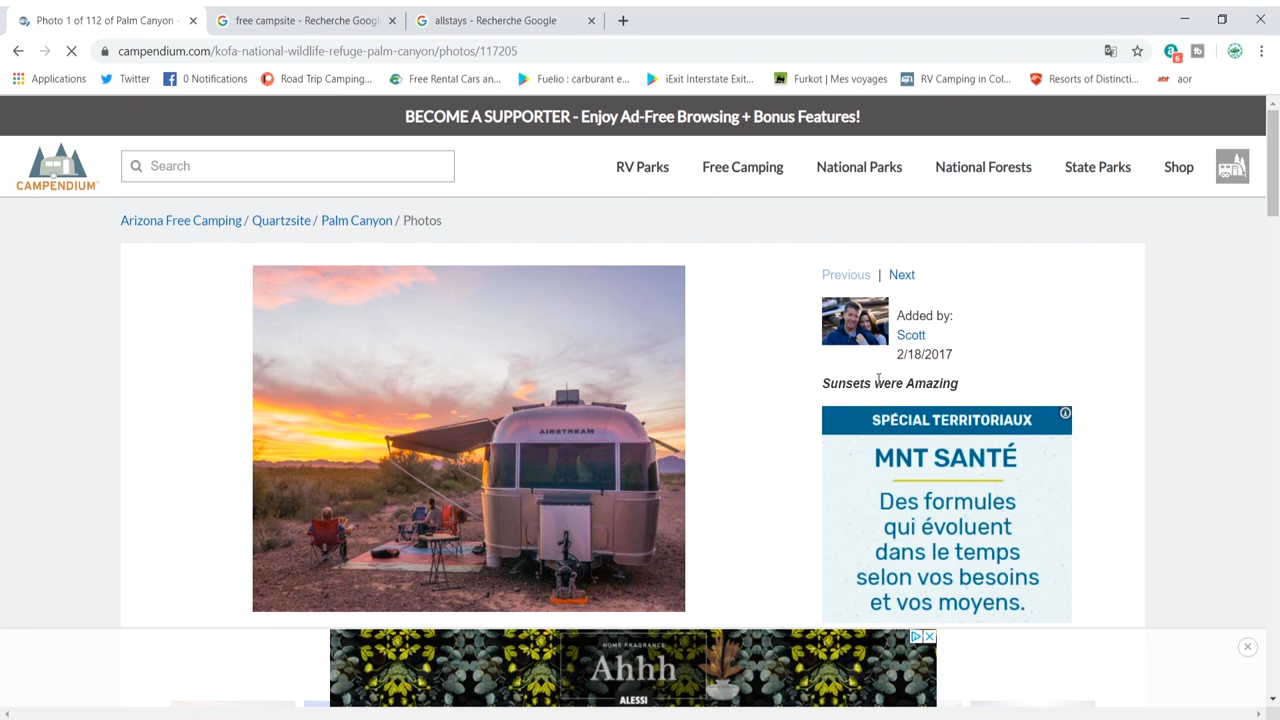 Photo 1 of 112 of Palm Canyon -
free campsite - Recherche Googl
allstays - Recherche Google
campendium.com/kofa-national-wildlife-refuge-palm-canyon/photos/117205
Applications
Twitter
0 Notifications
Road Trip Camping...
Free Rental Cars an...
Fuelio : carburant e...
iExit Interstate Exit...
Furkot | Mes voyages
RV Camping in Col...
Resorts of Distincti...
aor
BECOME A SUPPORTER - Enjoy Ad-Free Browsing + Bonus Features!
CAMPENDIUM
Search
RV Parks
Free Camping
National Parks
National Forests
State Parks
Shop
Arizona Free Camping / Quartzsite / Palm Canyon / Photos
Previous | Next
Added by:
Scott
2/18/2017
Sunsets were Amazing
AIRSTREAM
SPÉCIAL TERRITORIAUX
MNT SANTÉ
Des formules
qui évoluent
dans le temps
selon vos besoins
et vos moyens.
HOME FRAGRANCE
Ahhh
ALESSI